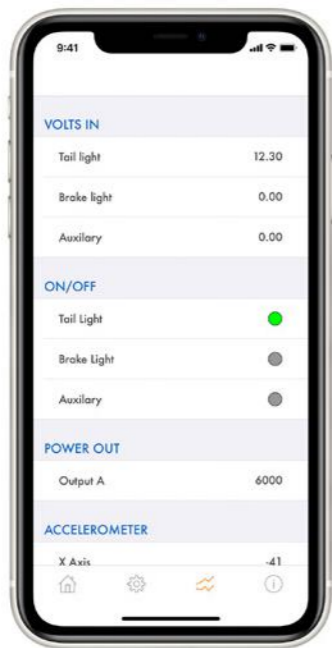 9:41
VOLTS IN
Tail light 12.30
Brake light 0.00
Auxilary 0.00
ON/OFF
Tail Light
Brake Light
Auxilary
POWER OUT
Output A 6000
ACCELEROMETER
X Axis -41